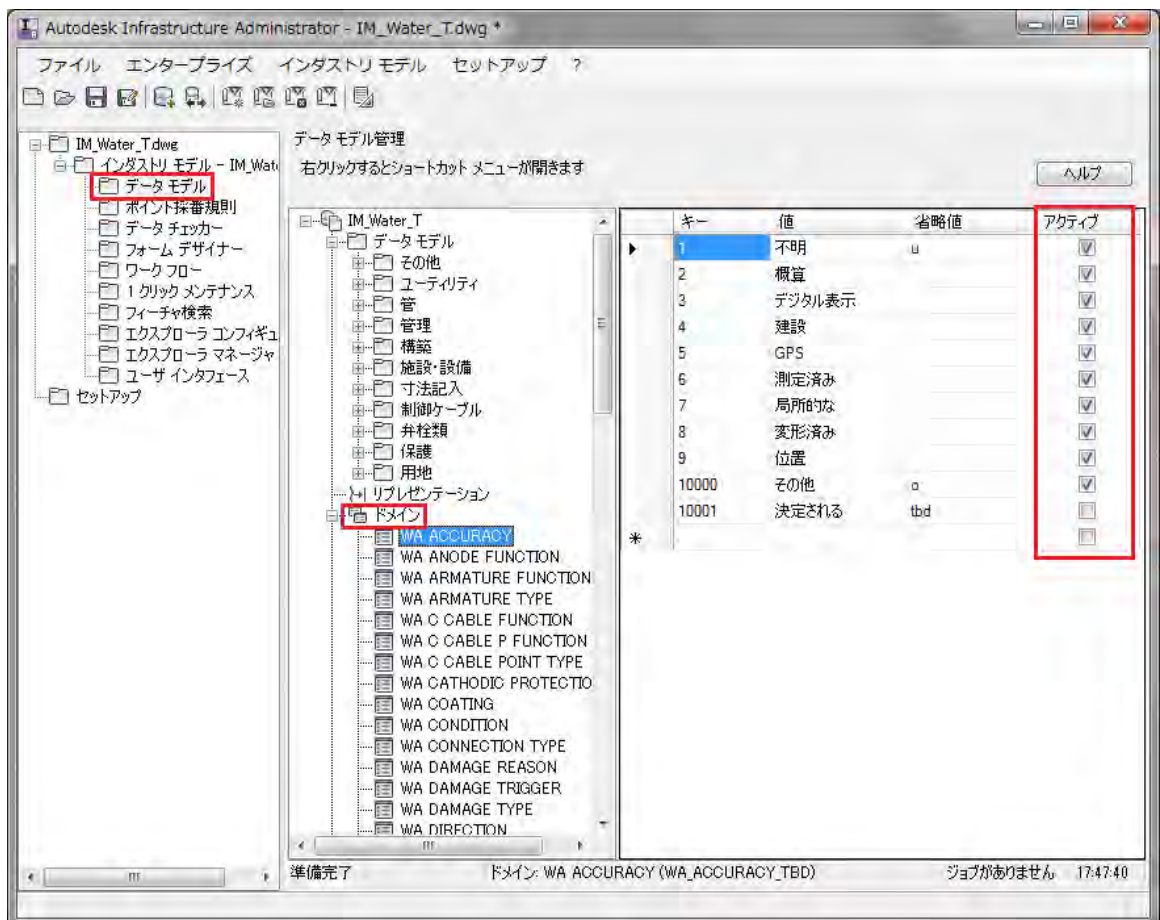 Autodesk Infrastructure Administrator - IM_Water_T.dwg *
ファイル エンタープライズ インダストリ モデル セットアップ ?
IM_Water_T.dwg
インダストリ モデル - IM_Wat
データ モデル
ポイント採番規則
データ チェッカー
フォーム デザイナー
ワーク フロー
1 クリック メンテナンス
フィーチャ検索
エクスプローラ コンフィギュ
エクスプローラ マネージャ
ユーザ インタフェース
セットアップ
データ モデル管理
右クリックするとショートカット メニューが開きます
ヘルプ
IM_Water_T
データ モデル
その他
ユーティリティ
管
管理
構築
施設・設備
寸法記入
制御ケーブル
弁栓類
保護
用地
リプレゼンテーション
ドメイン
WA ACCURACY
WA ANODE FUNCTION
WA ARMATURE FUNCTION
WA ARMATURE TYPE
WA C CABLE FUNCTION
WA C CABLE P FUNCTION
WA C CABLE POINT TYPE
WA CATHODIC PROTECTIO
WA COATING
WA CONDITION
WA CONNECTION TYPE
WA DAMAGE REASON
WA DAMAGE TRIGGER
WA DAMAGE TYPE
WA DIRECTION
キー 値 省略値 アクティブ
1 不明 u
2 概算
3 デジタル表示
4 建設
5 GPS
6 測定済み
7 局所的な
8 変形済み
9 位置
10000 その他 o
10001 決定される tbd
準備完了 ドメイン: WA ACCURACY (WA_ACCURACY_TBD) ジョブがありません 17:47:40